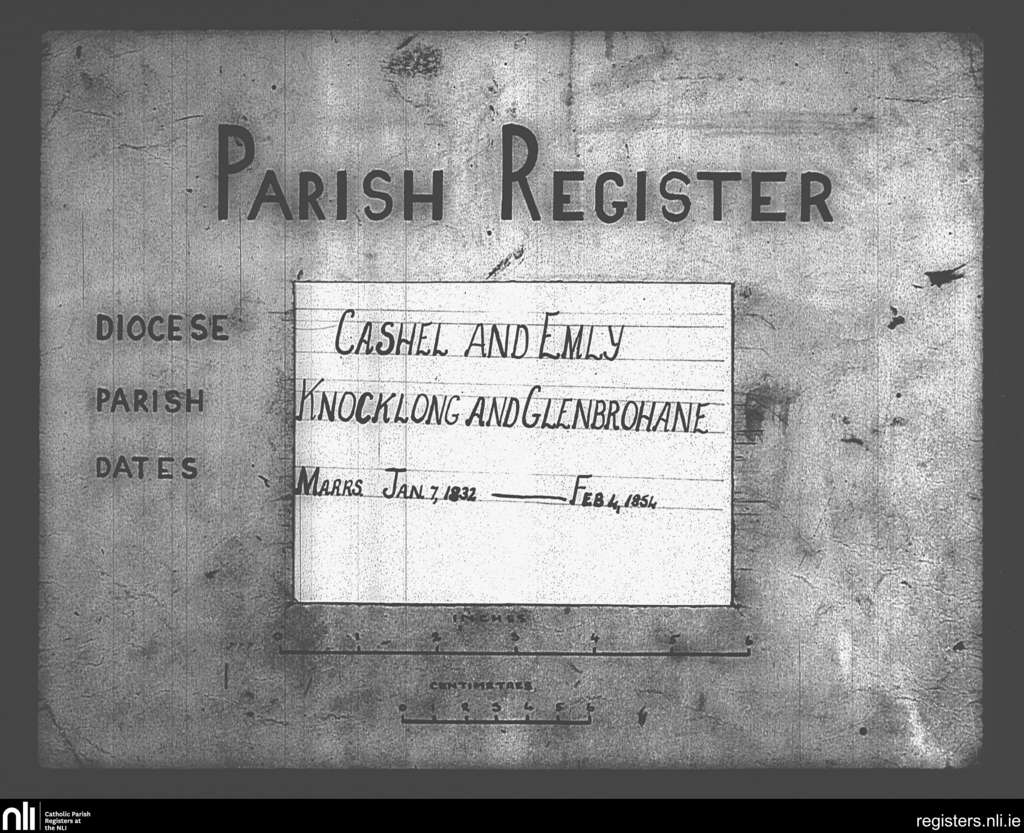 PARISH REGISTER
DIOCESE CASHEL AND EMLY
PARISH KNOCKLONG AND GLENBROHANE
DATES MARRS JAN 7, 1832 — FEB 4, 1854
INCHES
0 1 2 3 4 5 6
CENTIMETRES
nli Catholic Parish
Registers at
the NLI
registers.nli.ie